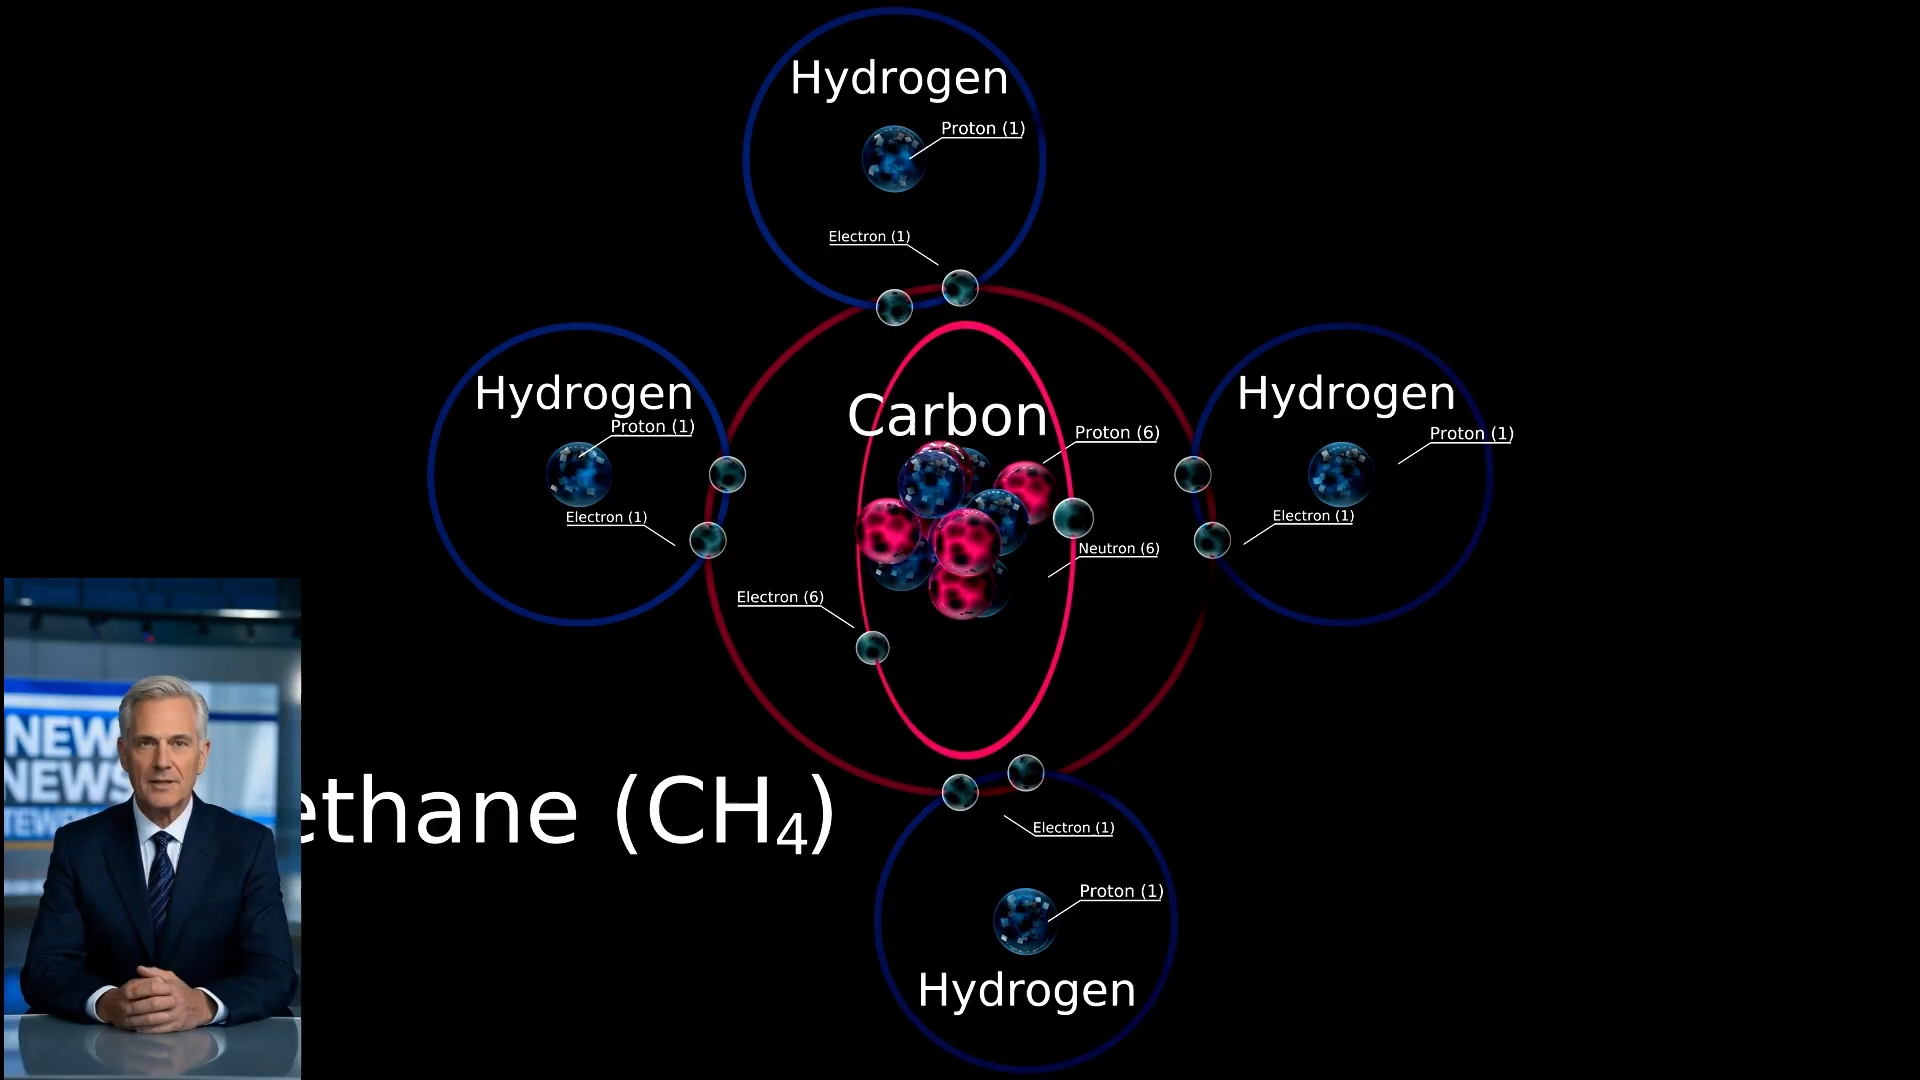 Hydrogen
Proton (1)
Electron (1)
Hydrogen
Proton (1)
Electron (1)
Carbon
Proton (6)
Neutron (6)
Electron (6)
Hydrogen
Proton (1)
Electron (1)
NEW
NEWS
ethane (CH₄)
Electron (1)
Proton (1)
Hydrogen